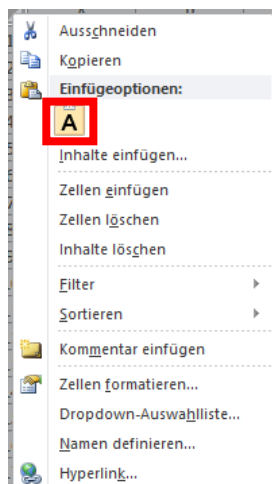 Ausschneiden
Kopieren
Einfügeoptionen:
A
Inhalte einfügen...
Zellen einfügen
Zellen löschen
Inhalte löschen
Filter
Sortieren
Kommentar einfügen
Zellen formatieren...
Dropdown-Auswahlliste...
Namen definieren...
Hyperlink...